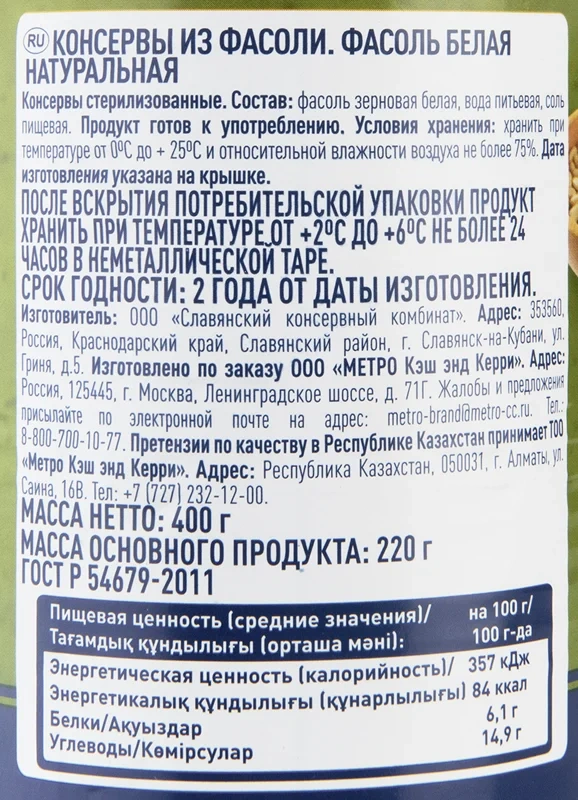 RU КОНСЕРВЫ ИЗ ФАСОЛИ. ФАСОЛЬ БЕЛАЯ
НАТУРАЛЬНАЯ
Консервы стерилизованные. Состав: фасоль зерновая белая, вода питьевая, соль
пищевая. Продукт готов к употреблению. Условия хранения: хранить при
температуре от 0ºС до + 25ºС и относительной влажности воздуха не более 75%. Дата
изготовления указана на крышке.
ПОСЛЕ ВСКРЫТИЯ ПОТРЕБИТЕЛЬСКОЙ УПАКОВКИ ПРОДУКТ
ХРАНИТЬ ПРИ ТЕМПЕРАТУРЕ ОТ +2ºС ДО +6ºС НЕ БОЛЕЕ 24
ЧАСОВ В НЕМЕТАЛЛИЧЕСКОЙ ТАРЕ.
СРОК ГОДНОСТИ: 2 ГОДА ОТ ДАТЫ ИЗГОТОВЛЕНИЯ.
Изготовитель: ООО «Славянский консервный комбинат». Адрес: 353560,
Россия, Краснодарский край, Славянский район, г. Славянск-на-Кубани, ул.
Гриня, д.5. Изготовлено по заказу ООО «МЕТРО Кэш энд Керри». Адрес:
Россия, 125445, г. Москва, Ленинградское шоссе, д. 71Г. Жалобы и предложения
присылайте по электронной почте на адрес: metro-brand@metro-cc.ru. Тел.:
8-800-700-10-77. Претензии по качеству в Республике Казахстан принимает ТОО
«Метро Кэш энд Керри». Адрес: Республика Казахстан, 050031, г. Алматы, ул.
Саина, 16В. Тел: +7 (727) 232-12-00.
МАССА НЕТТО: 400 г
МАССА ОСНОВНОГО ПРОДУКТА: 220 г
ГОСТ Р 54679-2011
Пищевая ценность (средние значения)/ на 100 г/
Тағамдық құндылығы (орташа мәні): 100 г-да
Энергетическая ценность (калорийность)/ 357 кДж
Энергетикалық құндылығы (құнарлылығы) 84 ккал
Белки/Ақуыздар 6,1 г
Углеводы/Көмірсулар 14,9 г